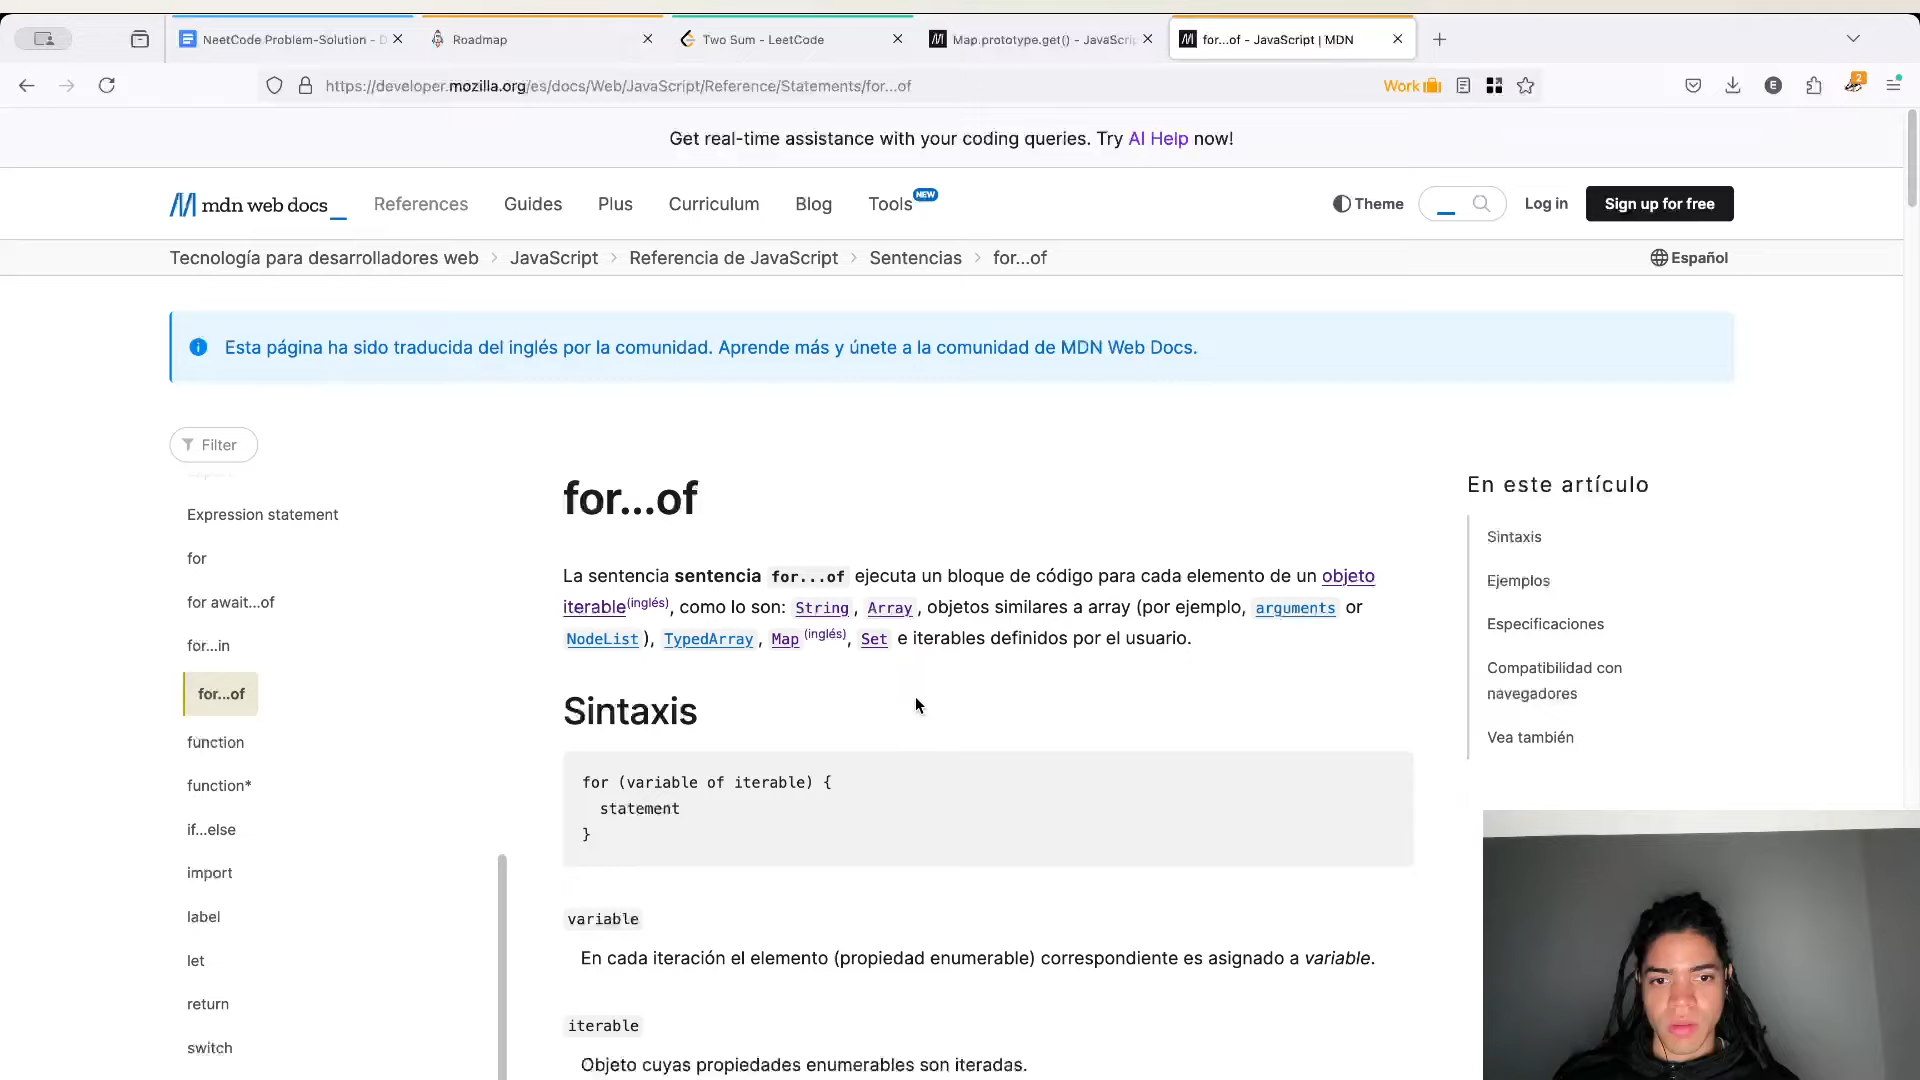 NeetCode Problem-Solution - D
Roadmap
Two Sum - LeetCode
Map.prototype.get() - JavaScrip
for...of - JavaScript | MDN
https://developer.mozilla.org/es/docs/Web/JavaScript/Reference/Statements/for...of
Work
E
2
Get real-time assistance with your coding queries. Try AI Help now!
mdn web docs
References
Guides
Plus
Curriculum
Blog
Tools
NEW
Theme
Log in
Sign up for free
Tecnología para desarrolladores web > JavaScript > Referencia de JavaScript > Sentencias > for...of
Español
Esta página ha sido traducida del inglés por la comunidad. Aprende más y únete a la comunidad de MDN Web Docs.
Filter
Expression statement
for
for await...of
for...in
for...of
function
function*
if...else
import
label
let
return
switch
for...of
La sentencia sentencia for...of ejecuta un bloque de código para cada elemento de un objeto
iterable(inglés), como lo son: String, Array, objetos similares a array (por ejemplo, arguments or
NodeList), TypedArray, Map (inglés), Set e iterables definidos por el usuario.
Sintaxis
for (variable of iterable) {
statement
}
variable
En cada iteración el elemento (propiedad enumerable) correspondiente es asignado a variable.
iterable
Objeto cuyas propiedades enumerables son iteradas.
En este artículo
Sintaxis
Ejemplos
Especificaciones
Compatibilidad con
navegadores
Vea también